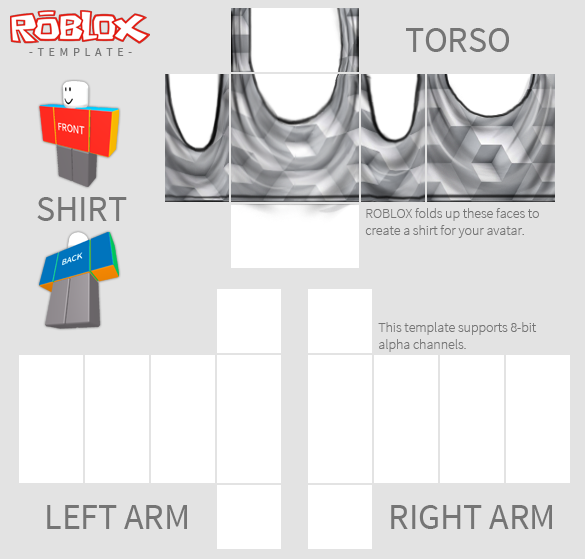 ROBLOX
-TEMPLATE-
TORSO
FRONT
SHIRT
ROBLOX folds up these faces to
create a shirt for your avatar.
BACK
This template supports 8-bit
alpha channels.
LEFT ARM
RIGHT ARM